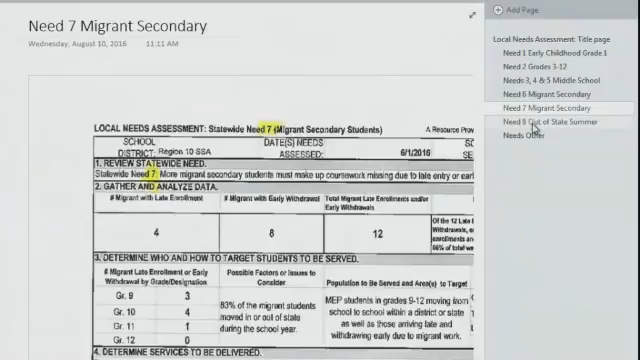 Need 7 Migrant Secondary
Wednesday, August 10, 2016 11:11 AM
Add Page
Local Needs Assessment: Title page
Need 1 Early Childhood Grade1
Need 2 Grades 3-12
Needs 3, 4 & 5 Middle School
Need 6 Migrant Secondary
Need 7 Migrant Secondary
Need 8 Out of State Summer
Needs Other
LOCAL NEEDS ASSESSMENT: Statewide Need 7 (Migrant Secondary Students) A Resource Provi
SCHOOL DISTRICT: Region 10 SSA DATE(S) NEEDS ASSESSED: 6/1/2016 SC
1. REVIEW STATEWIDE NEED.
Statewide Need 7: More migrant secondary students must make up coursework missing due to late entry or earl
2. GATHER AND ANALYZE DATA.
# Migrant with Late Enrollment # Migrant with Early Withdrawal Total Migrant Late Enrollments and/or Early Withdrawals
4 8 12
Of the 12 Late
Withdrawals,
enrollments and
66% of total
3. DETERMINE WHO AND HOW TO TARGET STUDENTS TO BE SERVED.
# Migrant Late Enrollment or Early Withdrawal by Grade/Designation
Possible Factors or Issues to Consider
Population to Be Served and Area(s) to Target
Gr. 9 3
Gr. 10 4
Gr. 11 1
Gr. 12 0
83% of the migrant students
moved in or out of state
during the school year.
MEP students in grades 9-12 moving from
school to school within a district or state
as well as those arriving late and
withdrawing early due to migrant work.
4. DETERMINE SERVICES TO BE DELIVERED.